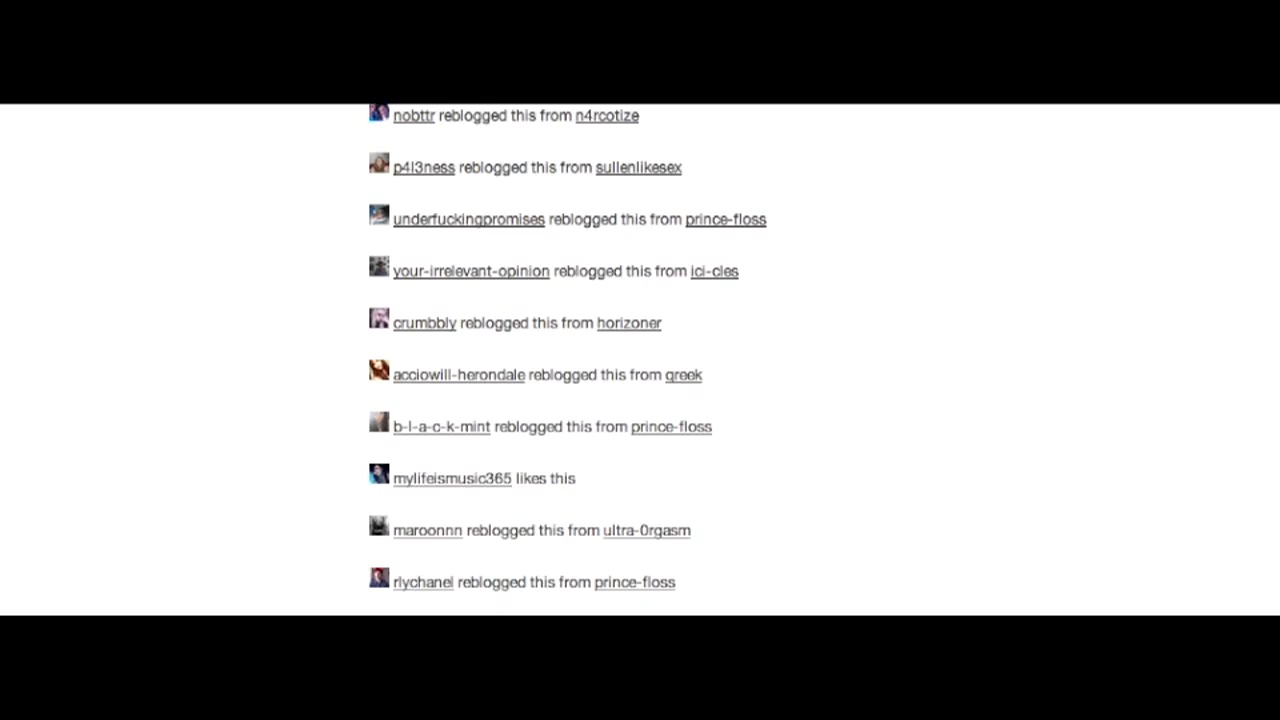 nobttr reblogged this from n4rcotize
p4l3ness reblogged this from sullenlikesex
underfuckingpromises reblogged this from prince-floss
your-irrelevant-opinion reblogged this from ici-cles
crumbbly reblogged this from horizoner
acciowill-herondale reblogged this from greek
b-l-a-c-k-mint reblogged this from prince-floss
mylifeismusic365 likes this
maroonnn reblogged this from ultra-0rgasm
rlychanel reblogged this from prince-floss